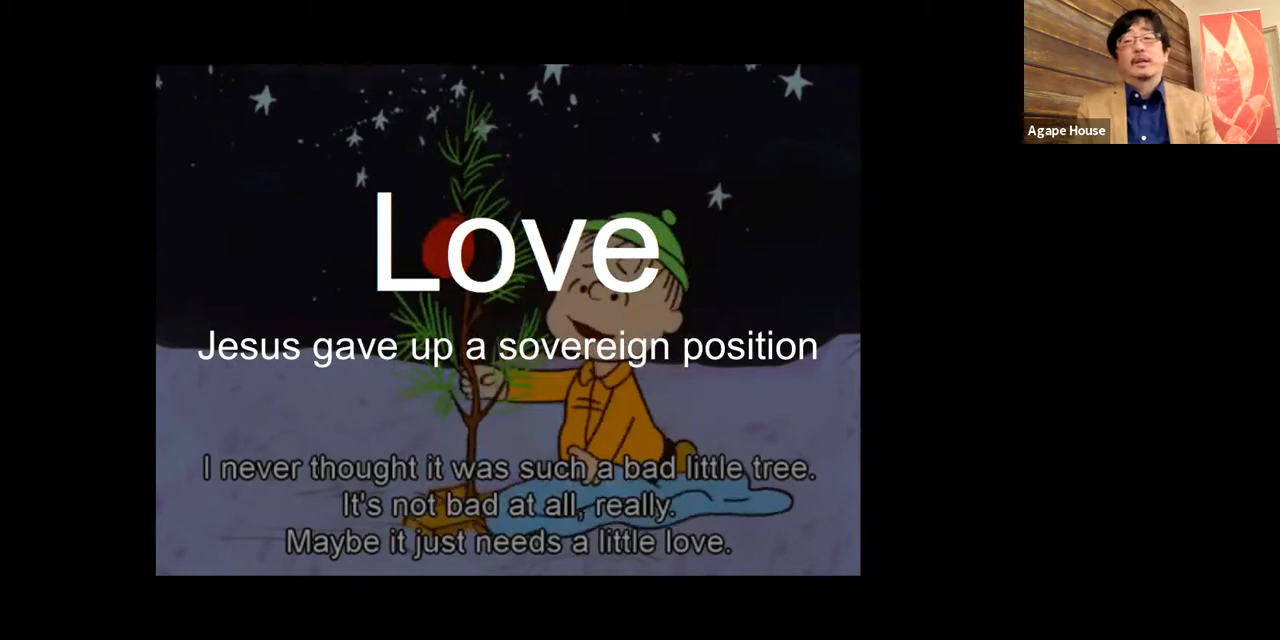 Love
Jesus gave up a sovereign position
I never thought it was such a bad little tree.
It's not bad at all, really.
Maybe it just needs a little love.
Agape House